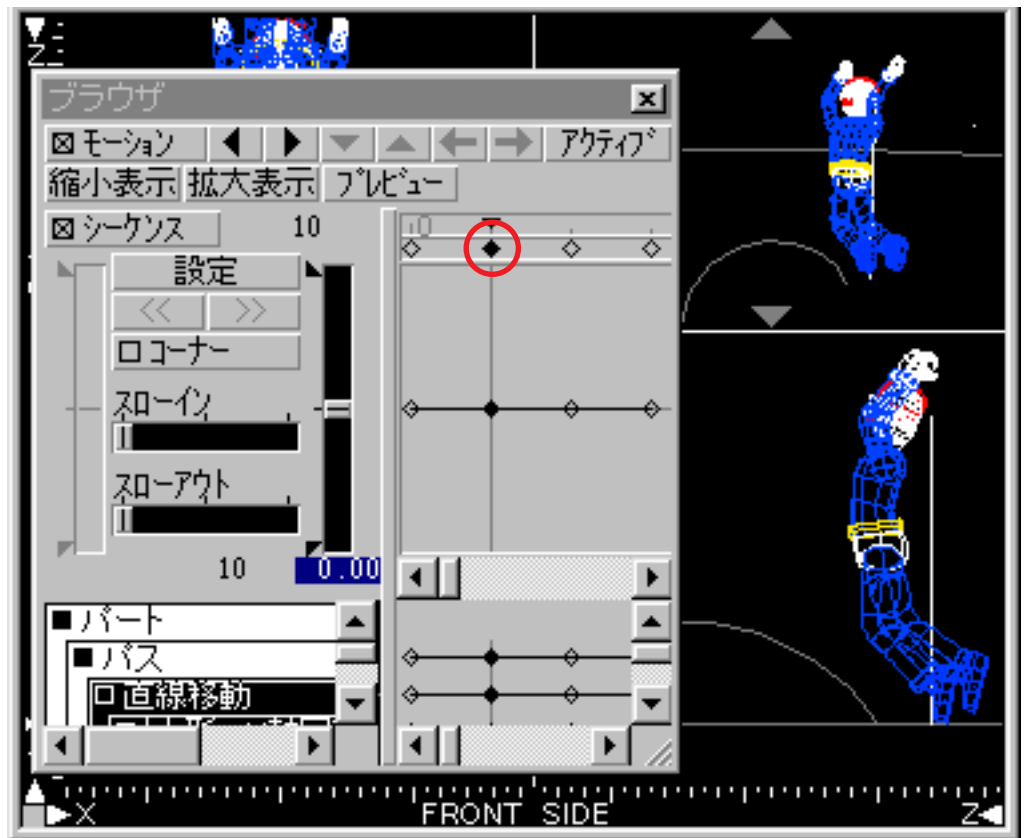 Z
ブラウザ
モーション アクティブ
縮小表示 拡大表示 プレビュー
シーケンス 10
設定
<< >>
コーナー
スローイン
スローアウト
10 0.00
パート
パス
直線移動
X FRONT SIDE Z